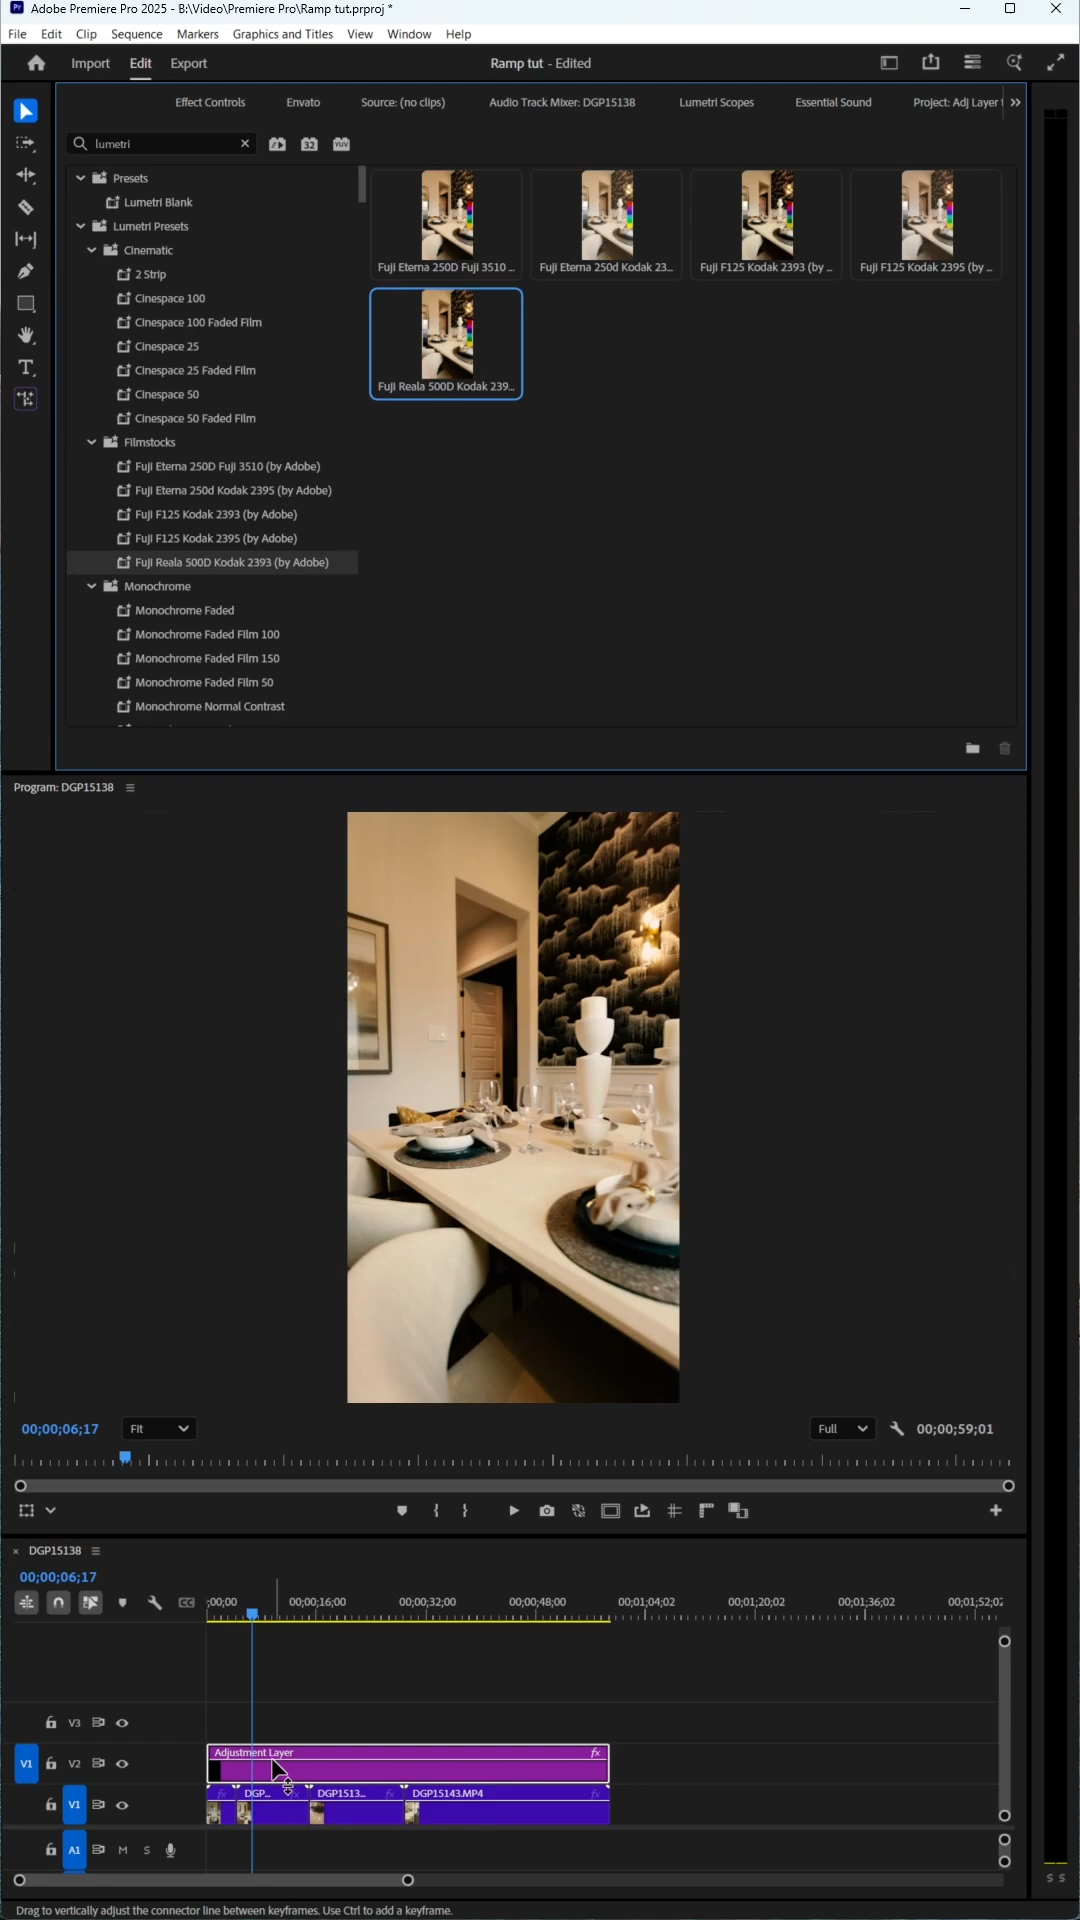 Adobe Premiere Pro 2025 - B:\Video\Premiere Pro\Ramp tut.prproj *
File Edit Clip Sequence Markers Graphics and Titles View Window Help
Import Edit Export Ramp tut - Edited
Effect Controls Envato Source: (no clips) Audio Track Mixer: DGP15138 Lumetri Scopes Essential Sound Project: Adj Layer
lumetri 32 YUV
Presets
Lumetri Blank
Lumetri Presets
Cinematic
2 Strip
Cinespace 100
Cinespace 100 Faded Film
Cinespace 25
Cinespace 25 Faded Film
Cinespace 50
Cinespace 50 Faded Film
Filmstocks
Fuji Eterna 250D Fuji 3510 (by Adobe)
Fuji Eterna 250d Kodak 2395 (by Adobe)
Fuji F125 Kodak 2393 (by Adobe)
Fuji F125 Kodak 2395 (by Adobe)
Fuji Reala 500D Kodak 2393 (by Adobe)
Monochrome
Monochrome Faded
Monochrome Faded Film 100
Monochrome Faded Film 150
Monochrome Faded Film 50
Monochrome Normal Contrast
Fuji Eterna 250D Fuji 3510 ... Fuji Eterna 250d Kodak 23... Fuji F125 Kodak 2393 (by ... Fuji F125 Kodak 2395 (by ...
Fuji Reala 500D Kodak 239...
Program: DGP15138
00;00;06;17 Fit Full 00;00;59;01
DGP15138
00;00;06;17
;00;00 00;00;16;00 00;00;32;00 00;00;48;00 00;01;04;02 00;01;20;02 00;01;36;02 00;01;52;02
V3
V1 V2 Adjustment Layer fx
V1 fx DGP... fx DGP1513... fx DGP15143.MP4 fx
A1 M S
S S
Drag to vertically adjust the connector line between keyframes. Use Ctrl to add a keyframe.